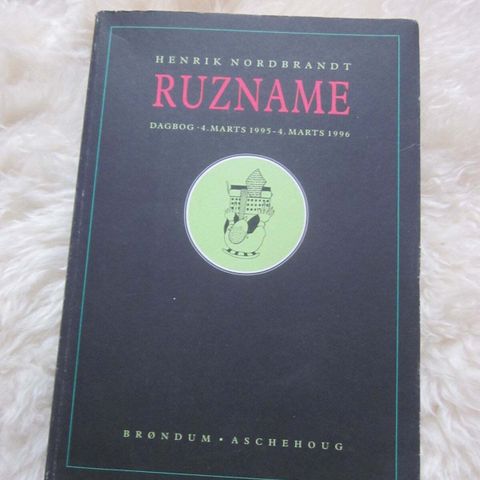 HENRIK NORDBRANDT
RUZNAME
DAGBOG · 4. MARTS 1995 - 4. MARTS 1996
BRØNDUM • ASCHEHOUG